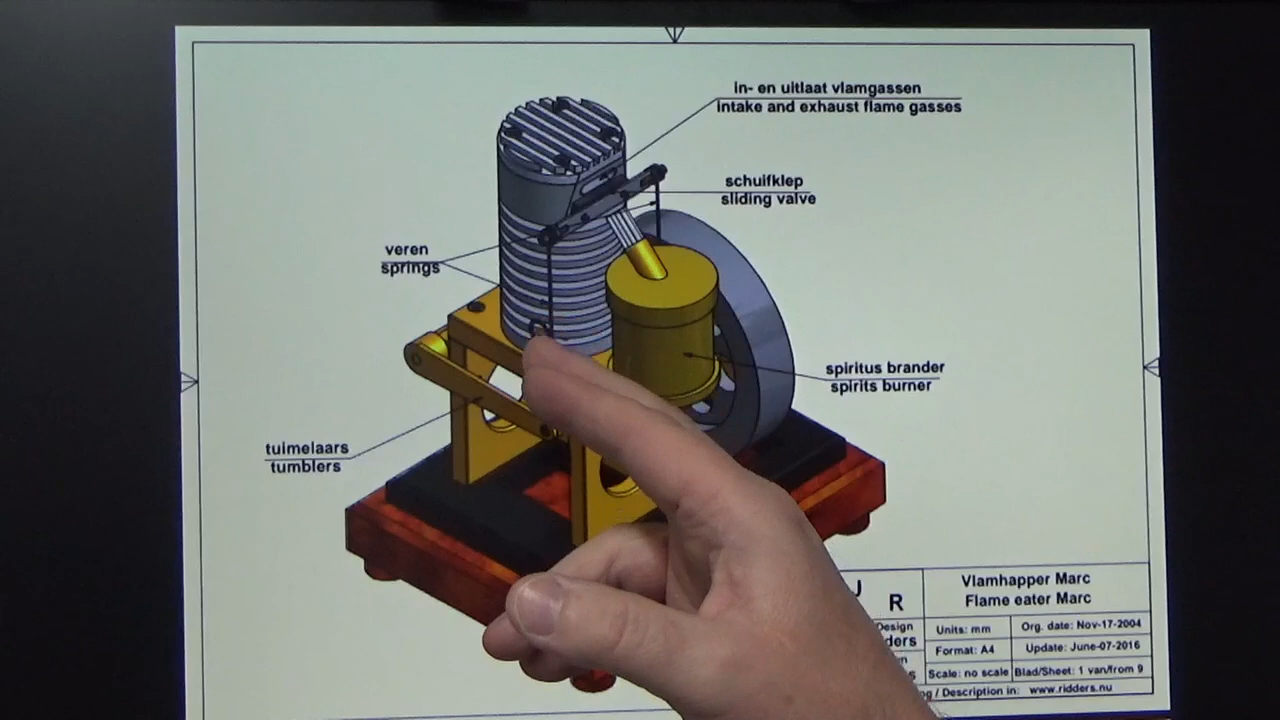 in- en uitlaat vlamgassen
intake and exhaust flame gasses
schuifklep
sliding valve
veren
springs
spiritus brander
spirits burner
tuimelaars
tumblers
R
Design
Vlamhapper Marc
Flame eater Marc
Units: mm
Org. date: Nov-17-2004
Format: A4
Update: June-07-2016
Scale: no scale
Blad/Sheet: 1 van/from 9
/ Description in: www.ridders.nu